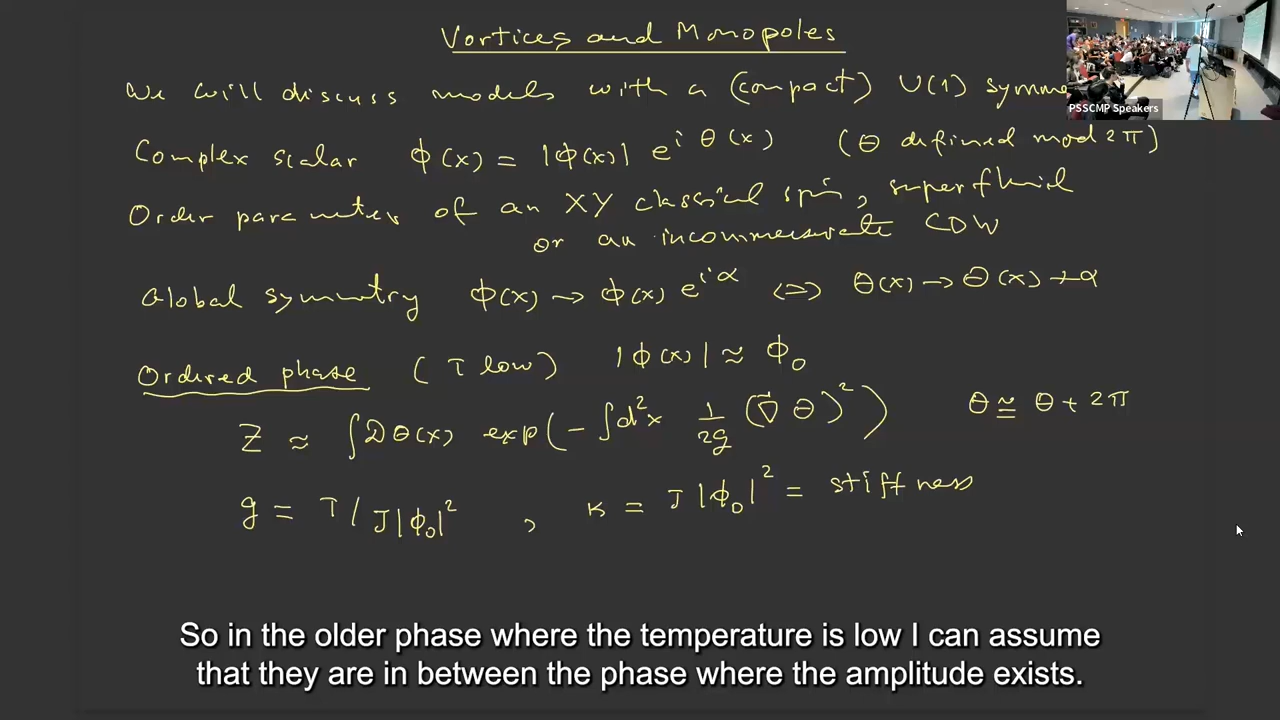 Vortices and Monopoles
We will discuss models with a (compact) U(1) symme
PSSCMP Speakers
Complex scalar ϕ(x) = |ϕ(x)| e^{iθ(x)} (θ defined mod 2π)
Order parameter of an XY classical spin, superfluid
or an incommensurate CDW
Global symmetry ϕ(x) → ϕ(x) e^{iα} ⇔ θ(x) → θ(x) + α
Ordered phase (T low) |ϕ(x)| ≈ ϕ₀
Z ≈ ∫Dθ(x) exp(-∫d²x 1/2g (∇⃗θ)²) θ ≅ θ + 2π
g = T/J|ϕ₀|² , κ = J|ϕ₀|² = stiffness
So in the older phase where the temperature is low I can assume
that they are in between the phase where the amplitude exists.